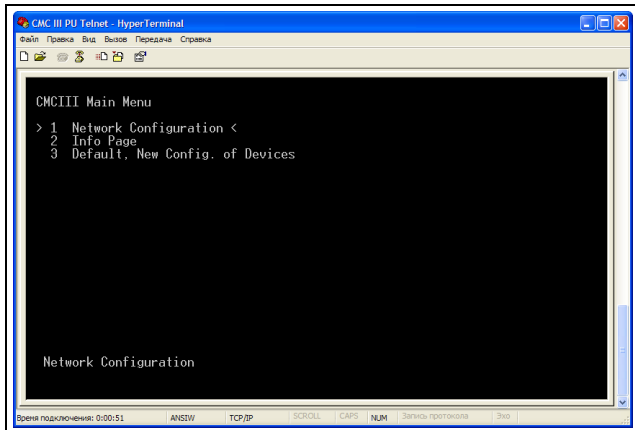 CMC III PU Telnet - HyperTerminal
Файл Правка Вид Вызов Передача Справка
CMCIII Main Menu
> 1 Network Configuration <
2 Info Page
3 Default, New Config. of Devices
Network Configuration
Время подключения: 0:00:51 ANSIW TCP/IP SCROLL CAPS NUM Запись протокола Эхо